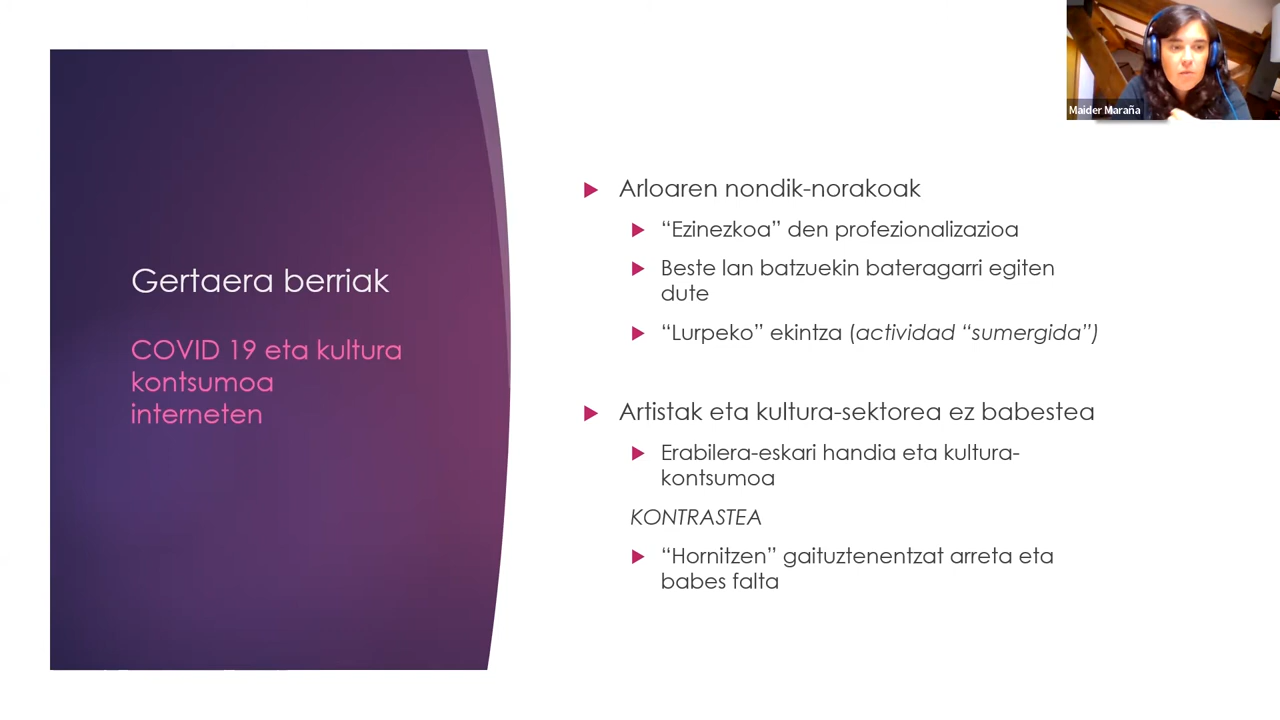 Maider Maraña
Gertaera berriak
COVID 19 eta kultura
kontsumoa
interneten
Arloaren nondik-norakoak
“Ezinezkoa” den profezionalizazioa
Beste lan batzuekin bateragarri egiten
dute
“Lurpeko” ekintza (actividad “sumergida”)
Artistak eta kultura-sektorea ez babestea
Erabilera-eskari handia eta kultura-
kontsumoa
KONTRASTEA
“Hornitzen” gaituztenentzat arreta eta
babes falta